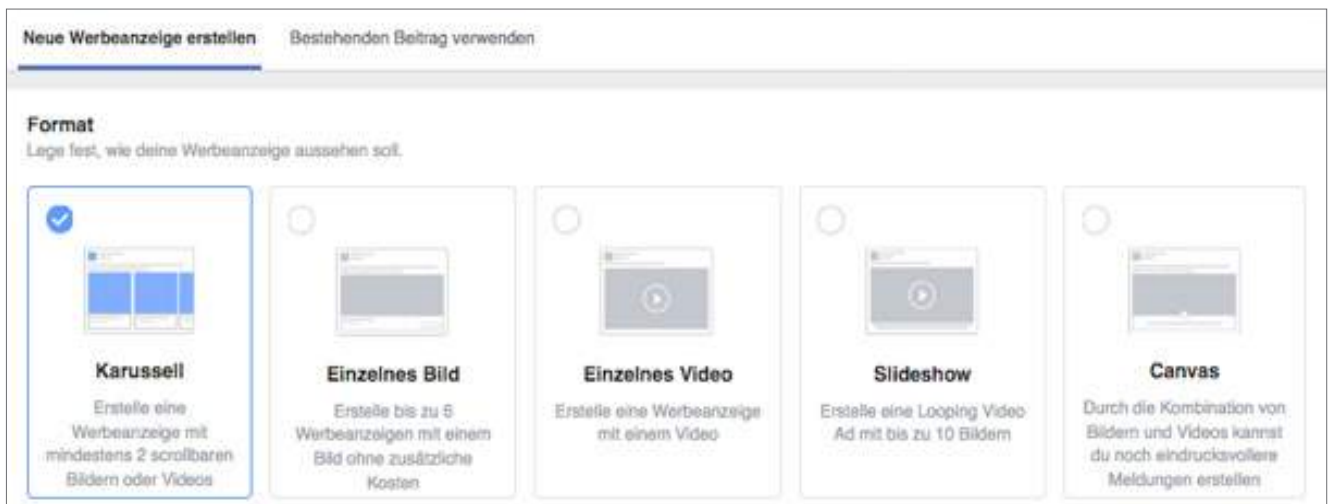 Neue Werbeanzeige erstellen
Bestehenden Beitrag verwenden
Format
Lege fest, wie deine Werbeanzeige aussehen soll.
Karussell
Erstelle eine
Werbeanzeige mit
mindestens 2 scrollbaren
Bildern oder Videos
Einzelnes Bild
Erstelle bis zu 6
Werbeanzeigen mit einem
Bild ohne zusätzliche
Kosten
Einzelnes Video
Erstelle eine Werbeanzeige
mit einem Video
Slideshow
Erstelle eine Looping Video
Ad mit bis zu 10 Bildern
Canvas
Durch die Kombination von
Bildern und Videos kannst
du noch eindrucksvollere
Meldungen erstellen